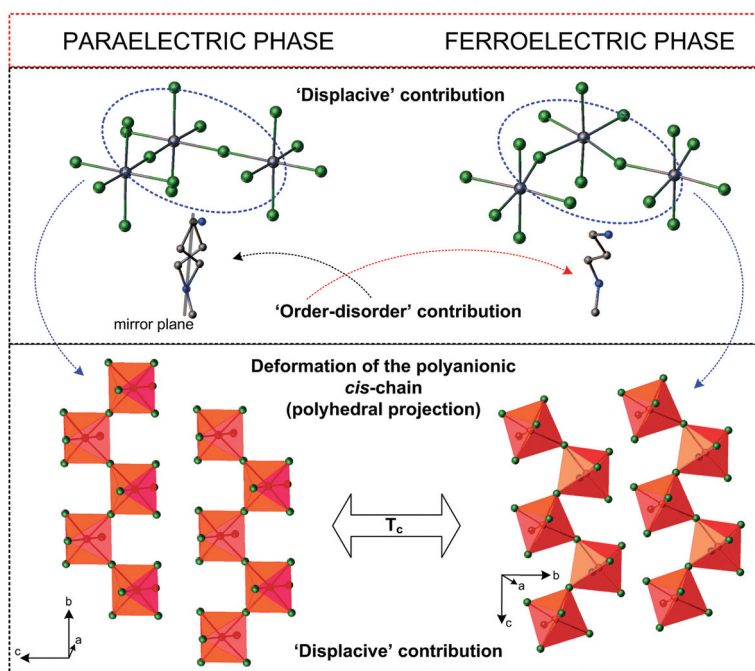 PARAELECTRIC PHASE
FERROELECTRIC PHASE
'Displacive' contribution
'Order-disorder' contribution
mirror plane
Deformation of the polyanionic
cis-chain
(polyhedral projection)
Tc
b
a
c
b
a
c
'Displacive' contribution